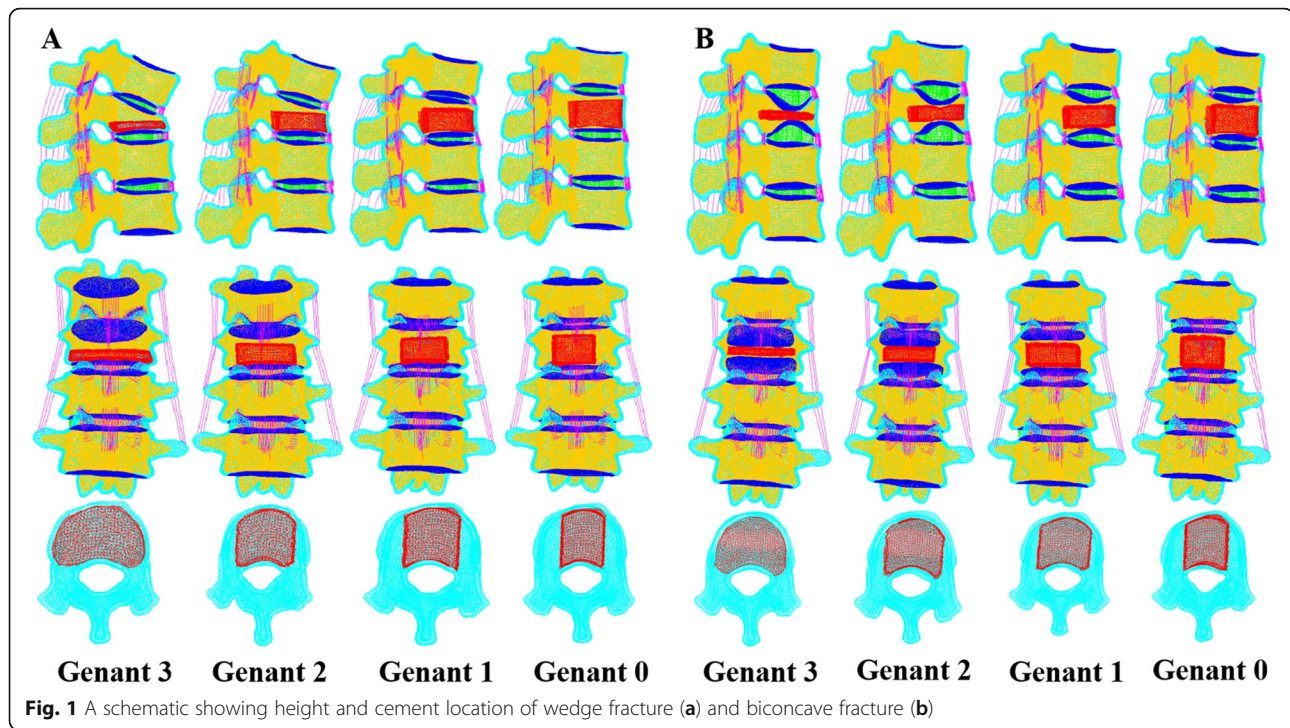 A
B
Genant 3 Genant 2 Genant 1 Genant 0 Genant 3 Genant 2 Genant 1 Genant 0
Fig. 1 A schematic showing height and cement location of wedge fracture (a) and biconcave fracture (b)